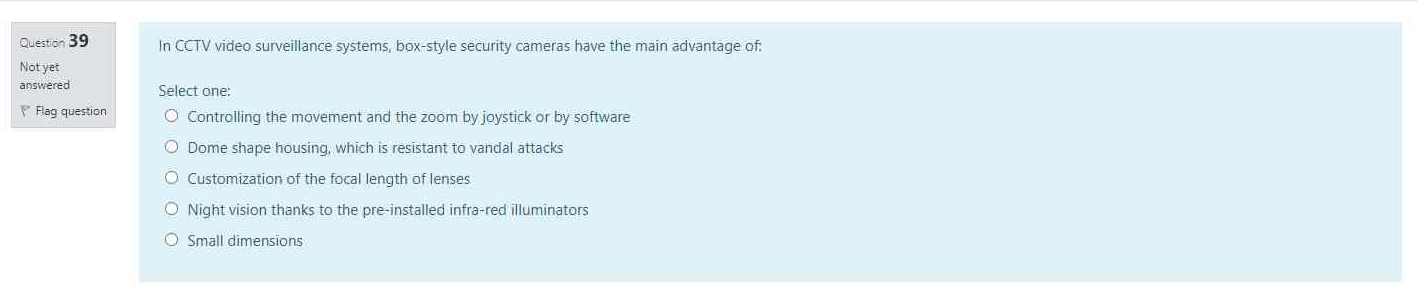 Question 39
Not yet
answered
Flag question
In CCTV video surveillance systems, box-style security cameras have the main advantage of:
Select one:
Controlling the movement and the zoom by joystick or by software
Dome shape housing, which is resistant to vandal attacks
Customization of the focal length of lenses
Night vision thanks to the pre-installed infra-red illuminators
Small dimensions